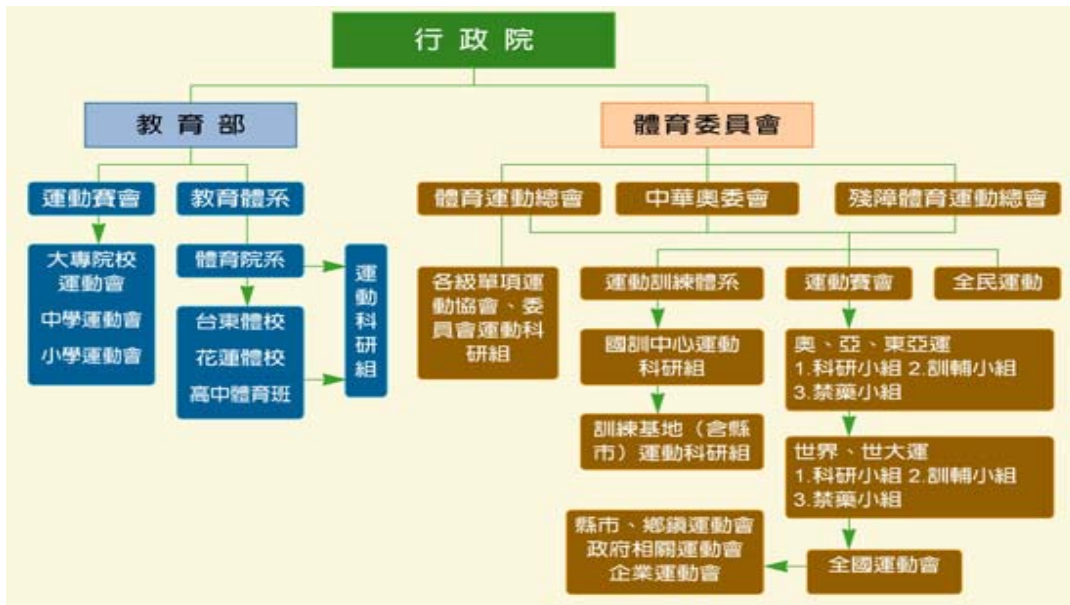 行政院
教育部
體育委員會
運動賽會
教育體系
體育運動總會
中華奧委會
殘障體育運動總會
大專院校
運動會
中學運動會
小學運動會
體育院系
台東體校
花蓮體校
高中體育班
運動科研組
各級單項運
動協會、委
員會運動科
研組
運動訓練體系
運動賽會
全民運動
國訓中心運動
科研組
訓練基地（含縣
市）運動科研組
奧、亞、東亞運
1.科研小組 2.訓輔小組
3.禁藥小組
世界、世大運
1.科研小組 2.訓輔小組
3.禁藥小組
縣市、鄉鎮運動會
政府相關運動會
企業運動會
全國運動會